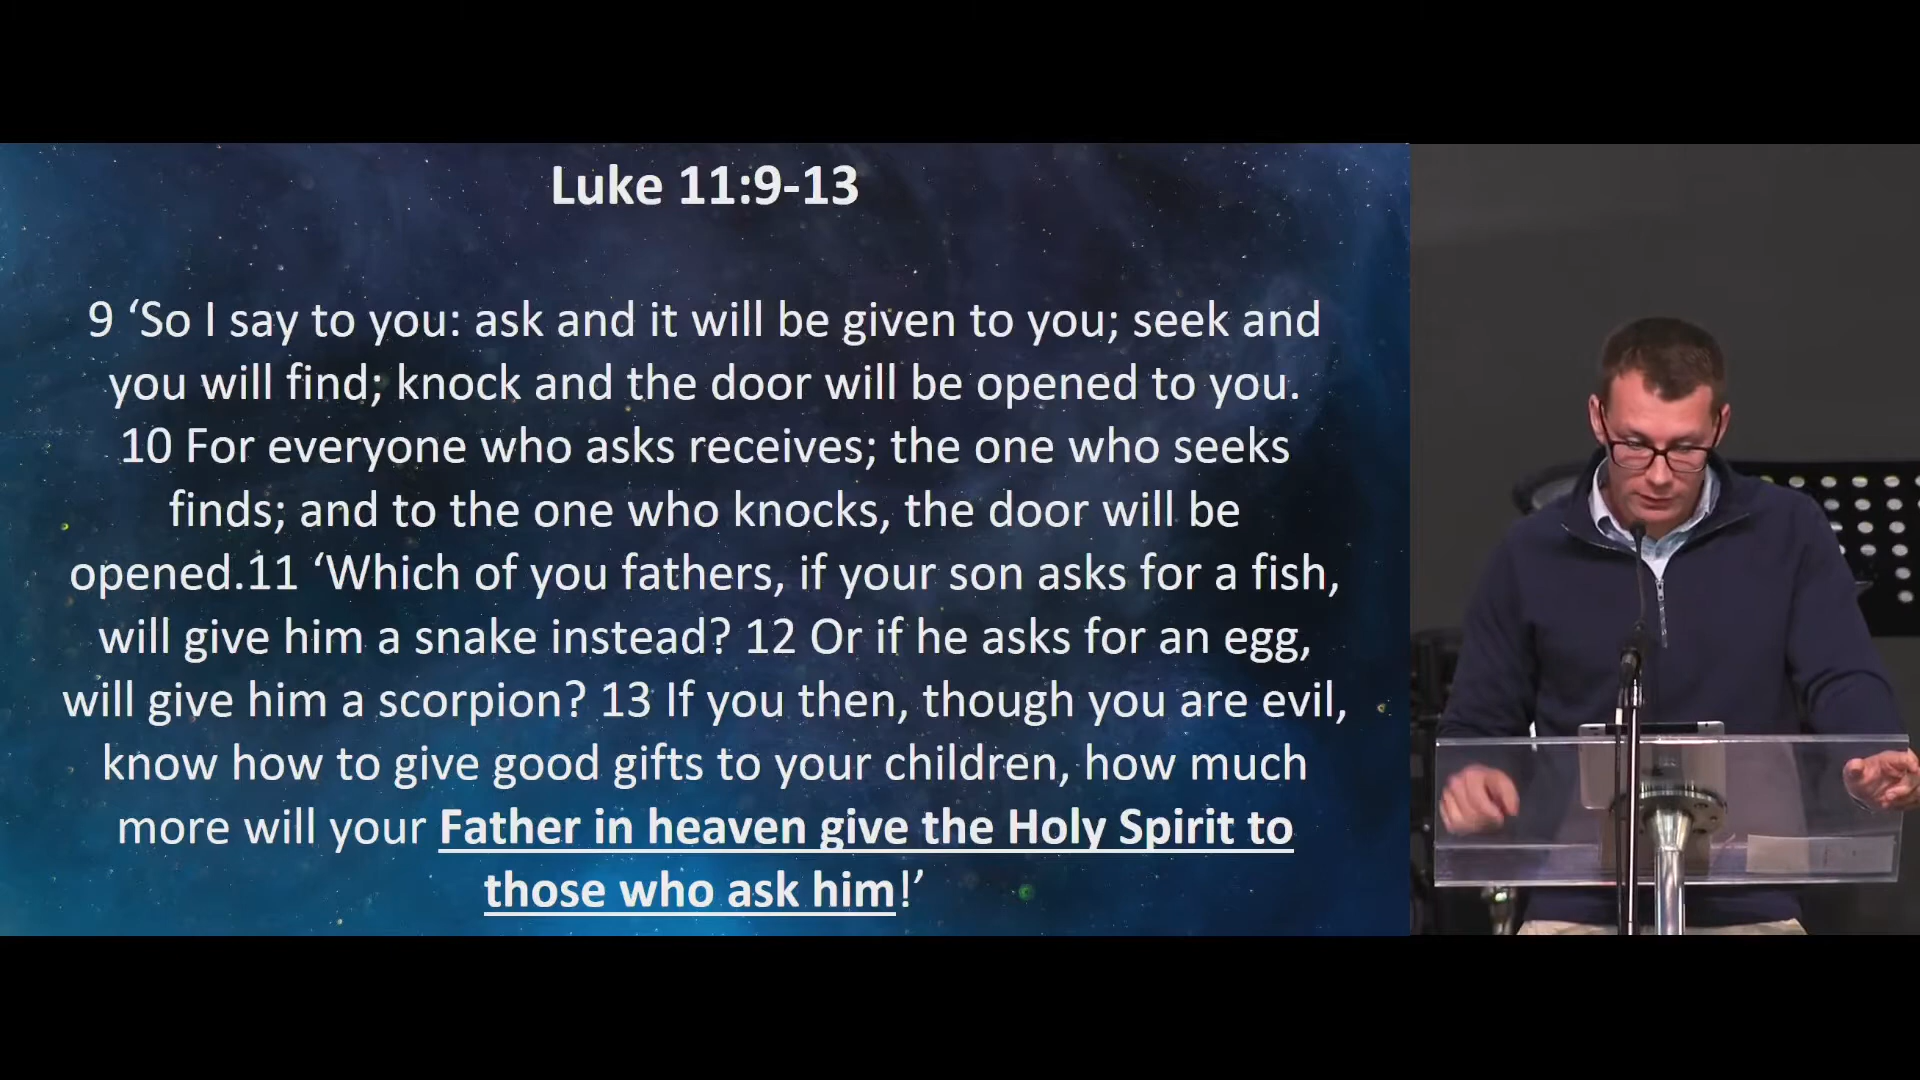 Luke 11:9-13
9 ‘So I say to you: ask and it will be given to you; seek and
you will find; knock and the door will be opened to you.
10 For everyone who asks receives; the one who seeks
finds; and to the one who knocks, the door will be
opened.11 ‘Which of you fathers, if your son asks for a fish,
will give him a snake instead? 12 Or if he asks for an egg,
will give him a scorpion? 13 If you then, though you are evil,
know how to give good gifts to your children, how much
more will your Father in heaven give the Holy Spirit to
those who ask him!’